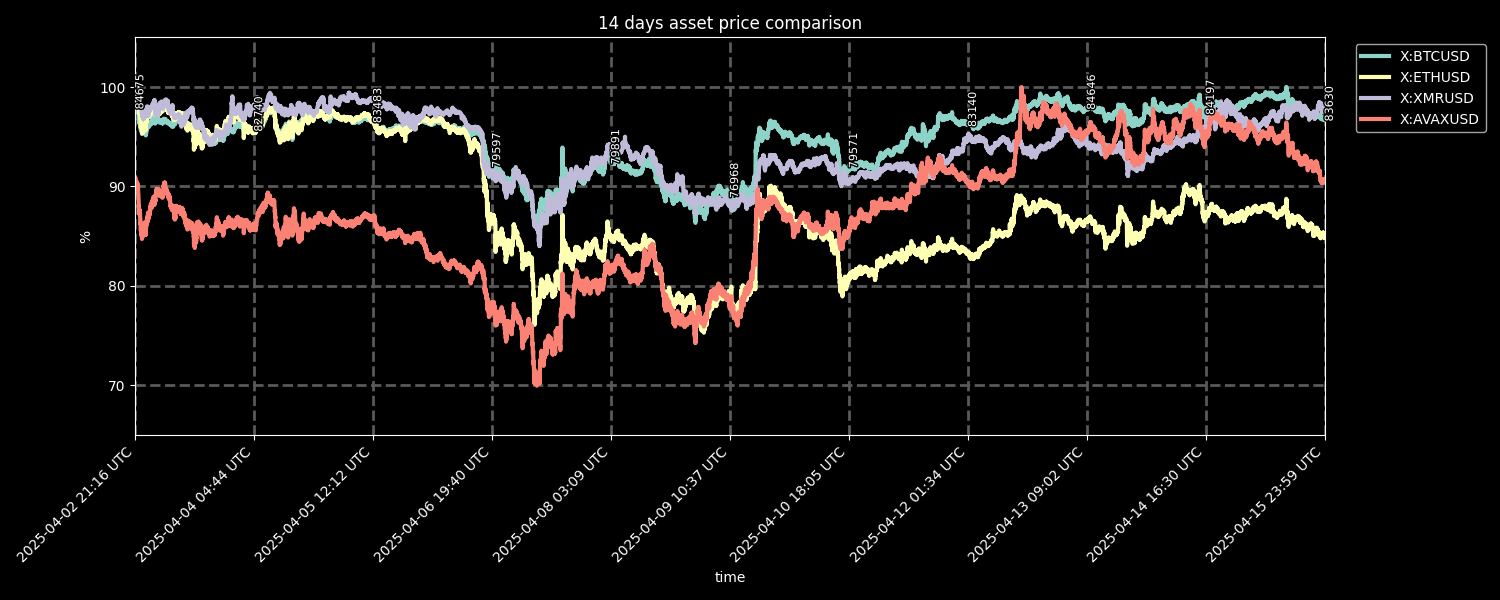 14 days asset price comparison
X:BTCUSD
X:ETHUSD
X:XMRUSD
X:AVAXUSD
100
90
80
70
%
84675
82740
83483
79597
79891
76968
79571
83140
84646
84197
83630
2025-04-02 21:16 UTC
2025-04-04 04:44 UTC
2025-04-05 12:12 UTC
2025-04-06 19:40 UTC
2025-04-08 03:09 UTC
2025-04-09 10:37 UTC
2025-04-10 18:05 UTC
2025-04-12 01:34 UTC
2025-04-13 09:02 UTC
2025-04-14 16:30 UTC
2025-04-15 23:59 UTC
time